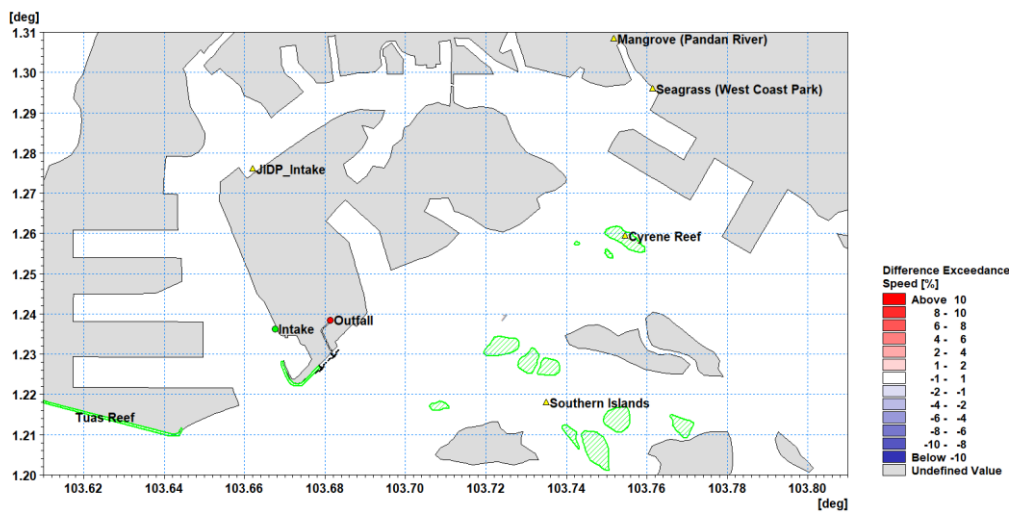 [deg]
1.31
Mangrove (Pandan River)
1.30
Seagrass (West Coast Park)
1.29
1.28
JIDP_Intake
1.27
1.26
Cyrene Reef
1.25
1.24
Outfall
Intake
1.23
1.22
Southern Islands
Tuas Reef
1.21
1.20
103.62 103.64 103.66 103.68 103.70 103.72 103.74 103.76 103.78 103.80
[deg]
Difference Exceedance
Speed [%]
Above 10
8 - 10
6 - 8
4 - 6
2 - 4
1 - 2
-1 - 1
-2 - -1
-4 - -2
-6 - -4
-8 - -6
-10 - -8
Below -10
Undefined Value